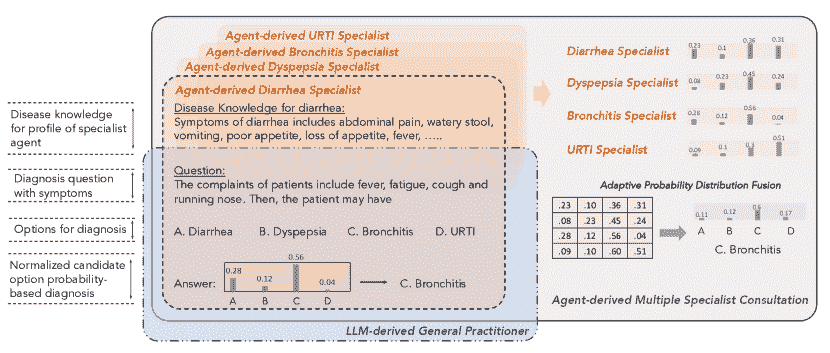 Agent-derived URTI Specialist
Agent-derived Bronchitis Specialist
Agent-derived Dyspepsia Specialist
Agent-derived Diarrhea Specialist
Disease Knowledge for diarrhea:
Symptoms of diarrhea includes abdominal pain, watery stool,
vomiting, poor appetite, loss of appetite, fever, .....
Question:
The complaints of patients include fever, fatigue, cough and
running nose. Then, the patient may have
A. Diarrhea B. Dyspepsia C. Bronchitis D. URTI
Answer:
0.28 0.12 0.56 0.04
A B C D
C. Bronchitis
LLM-derived General Practitioner
Disease knowledge
for profile of specialist
agent
Diagnosis question
with symptoms
Options for diagnosis
Normalized candidate
option probability-
based diagnosis
Diarrhea Specialist
0.23 0.1 0.36 0.31
Dyspepsia Specialist
0.08 0.23 0.45 0.24
Bronchitis Specialist
0.28 0.12 0.56 0.04
URTI Specialist
0.09 0.1 0.3 0.51
Adaptive Probability Distribution Fusion
.23 .10 .36 .31
.08 .23 .45 .24
.28 .12 .56 .04
.09 .10 .60 .51
0.11 0.12 0.6 0.17
A B C D
C. Bronchitis
Agent-derived Multiple Specialist Consultation